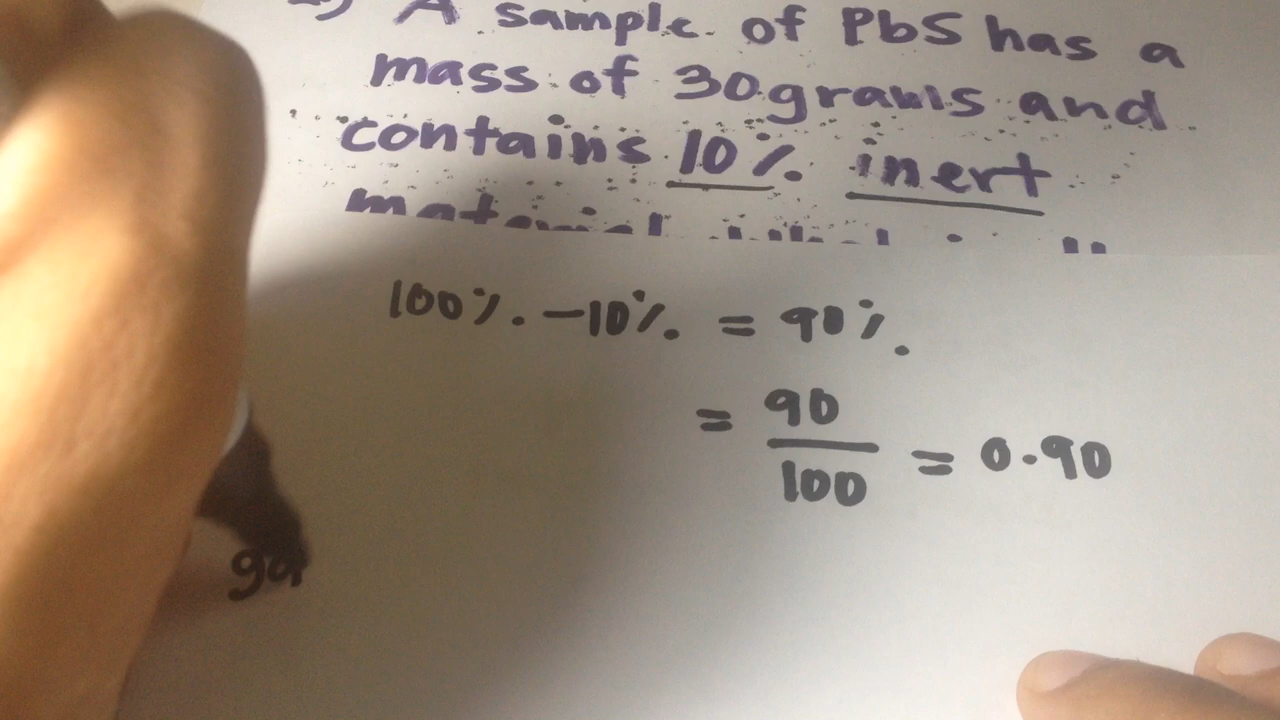 A sample of PbS has a
mass of 30 grams and
contains 10% inert
material
100% - 10% = 90%
= 90/100 = 0.90